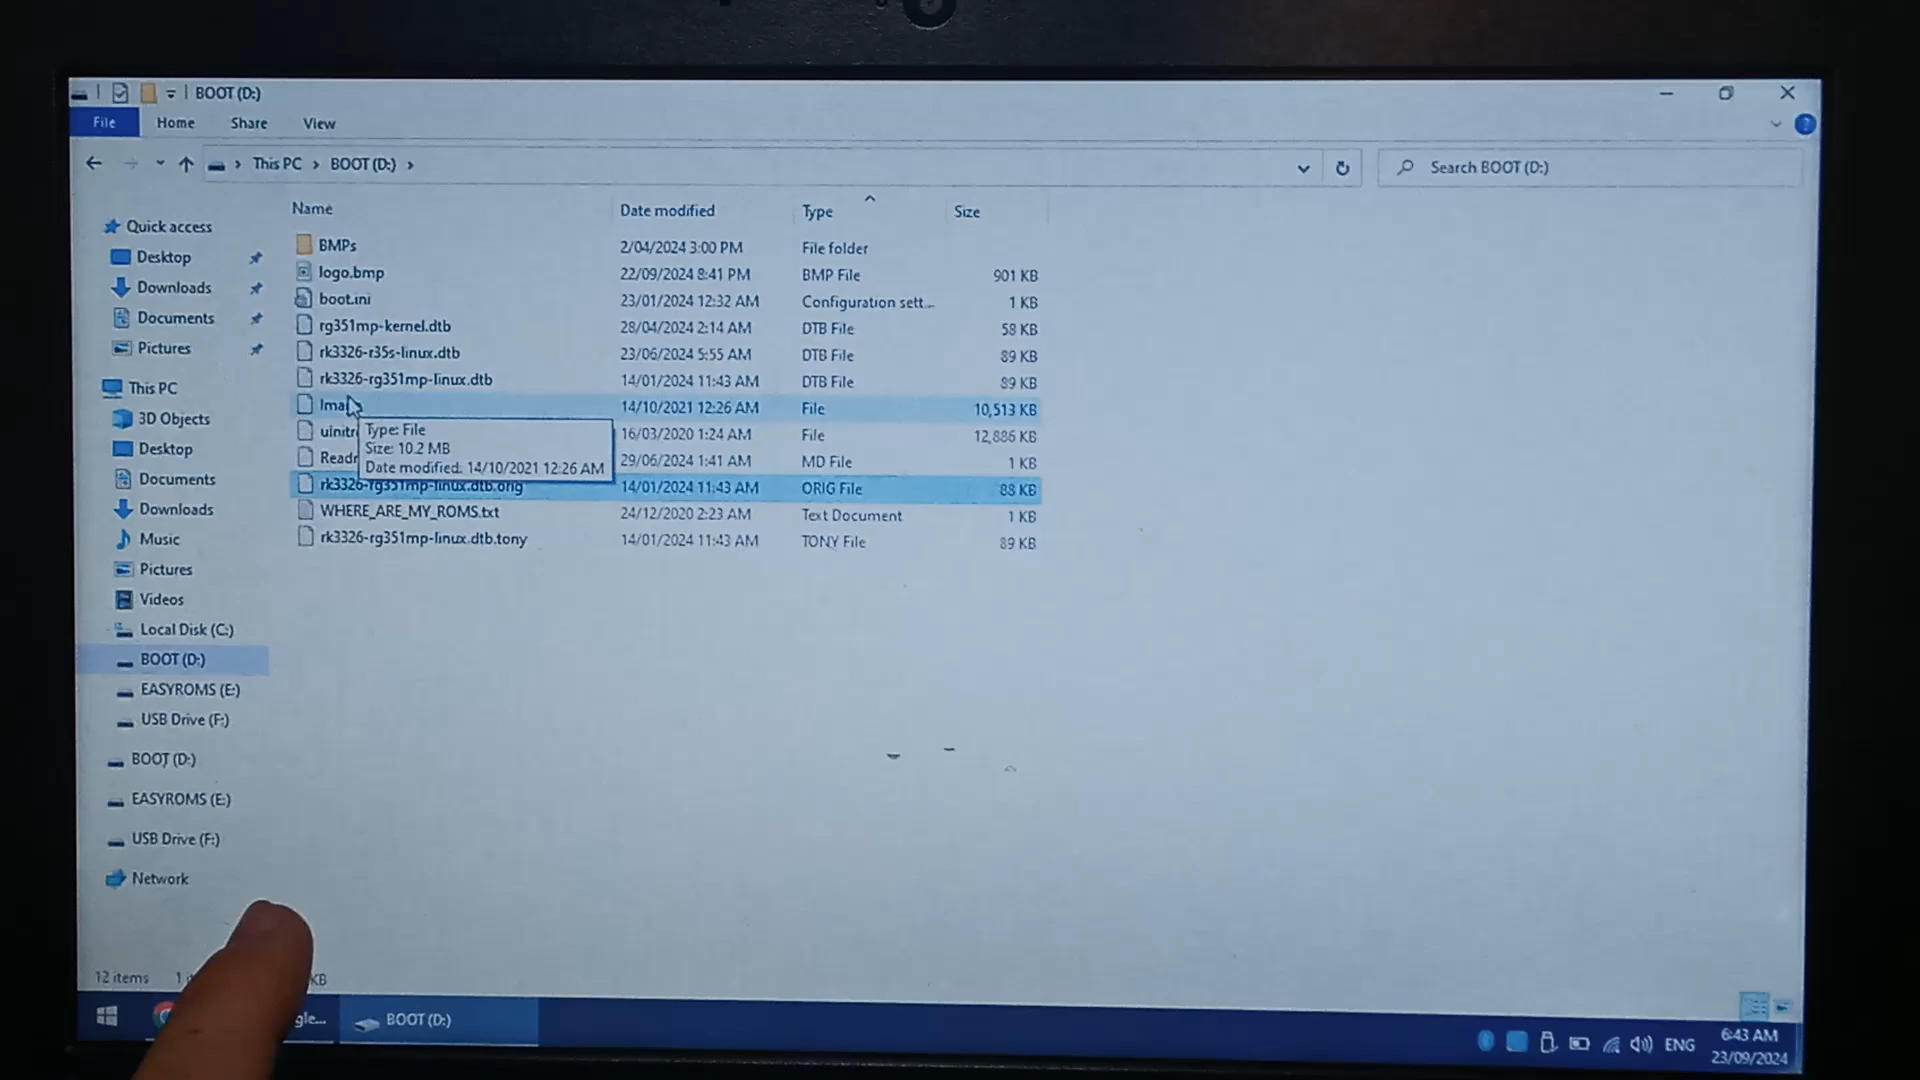 BOOT (D:)
File Home Share View
This PC > BOOT (D:) >
Search BOOT (D:)
Name Date modified Type Size
BMPs 2/04/2024 3:00 PM File folder
logo.bmp 22/09/2024 8:41 PM BMP File 901 KB
boot.ini 23/01/2024 12:32 AM Configuration sett... 1 KB
rg351mp-kernel.dtb 28/04/2024 2:14 AM DTB File 58 KB
rk3326-r35s-linux.dtb 23/06/2024 5:55 AM DTB File 89 KB
rk3326-rg351mp-linux.dtb 14/01/2024 11:43 AM DTB File 89 KB
14/10/2021 12:26 AM File 10,513 KB
16/03/2020 1:24 AM File 12,886 KB
29/06/2024 1:41 AM MD File 1 KB
rk3326-rg351mp-linux.dtb.orig 14/01/2024 11:43 AM ORIG File 88 KB
WHERE_ARE_MY_ROMS.txt 24/12/2020 2:23 AM Text Document 1 KB
rk3326-rg351mp-linux.dtb.tony 14/01/2024 11:43 AM TONY File 89 KB
Type: File
Size: 10.2 MB
Date modified: 14/10/2021 12:26 AM
Quick access
Desktop
Downloads
Documents
Pictures
This PC
3D Objects
Desktop
Documents
Downloads
Music
Pictures
Videos
Local Disk (C:)
BOOT (D:)
EASYROMS (E:)
USB Drive (F:)
BOOT (D:)
EASYROMS (E:)
USB Drive (F:)
Network
12 items KB
gle... BOOT (D:)
ENG
6:43 AM
23/09/2024